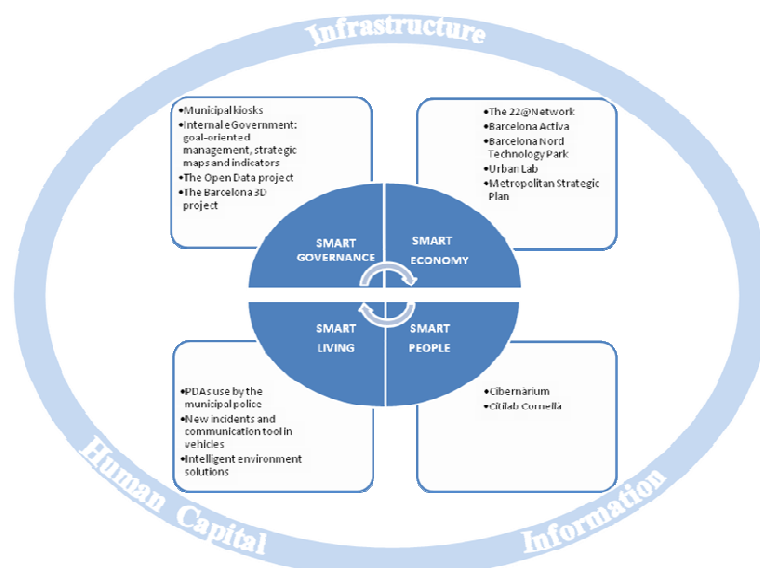 Infrastructure
•Municipal kiosks
•Internal e Government:
goal-oriented
management, strategic
maps and indicators
•The Open Data project
•The Barcelona 3D
project
•The 22@Network
•Barcelona Activa
•Barcelona Nord
Technology Park
•Urban Lab
•Metropolitan Strategic
Plan
SMART
GOVERNANCE
SMART
ECONOMY
SMART
LIVING
SMART
PEOPLE
•PDAs use by the
municipal police
•New incidents and
communication tool in
vehicles
•Intelligent environment
solutions
•Cibernàrium
•Citilab Cornella
Human Capital
Information